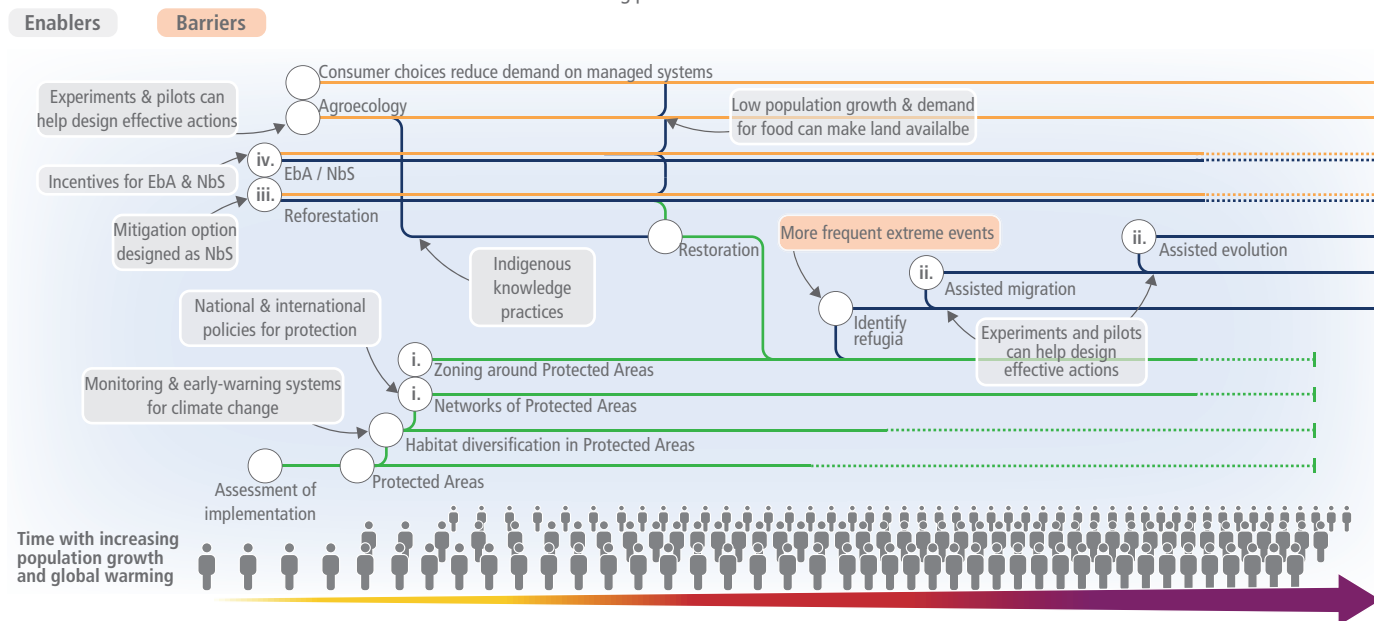 Enablers
Barriers
Consumer choices reduce demand on managed systems
Experiments & pilots can
help design effective actions
Agroecology
Low population growth & demand
for food can make land availalbe
iv.
EbA / NbS
Incentives for EbA & NbS
iii.
Reforestation
Mitigation option
designed as NbS
More frequent extreme events
Restoration
ii.
Assisted evolution
Indigenous
knowledge
practices
ii.
Assisted migration
National & international
policies for protection
Identify
refugia
Experiments and pilots
can help design
effective actions
i.
Zoning around Protected Areas
Monitoring & early-warning systems
for climate change
i.
Networks of Protected Areas
Habitat diversification in Protected Areas
Protected Areas
Assessment of
implementation
Time with increasing
population growth
and global warming